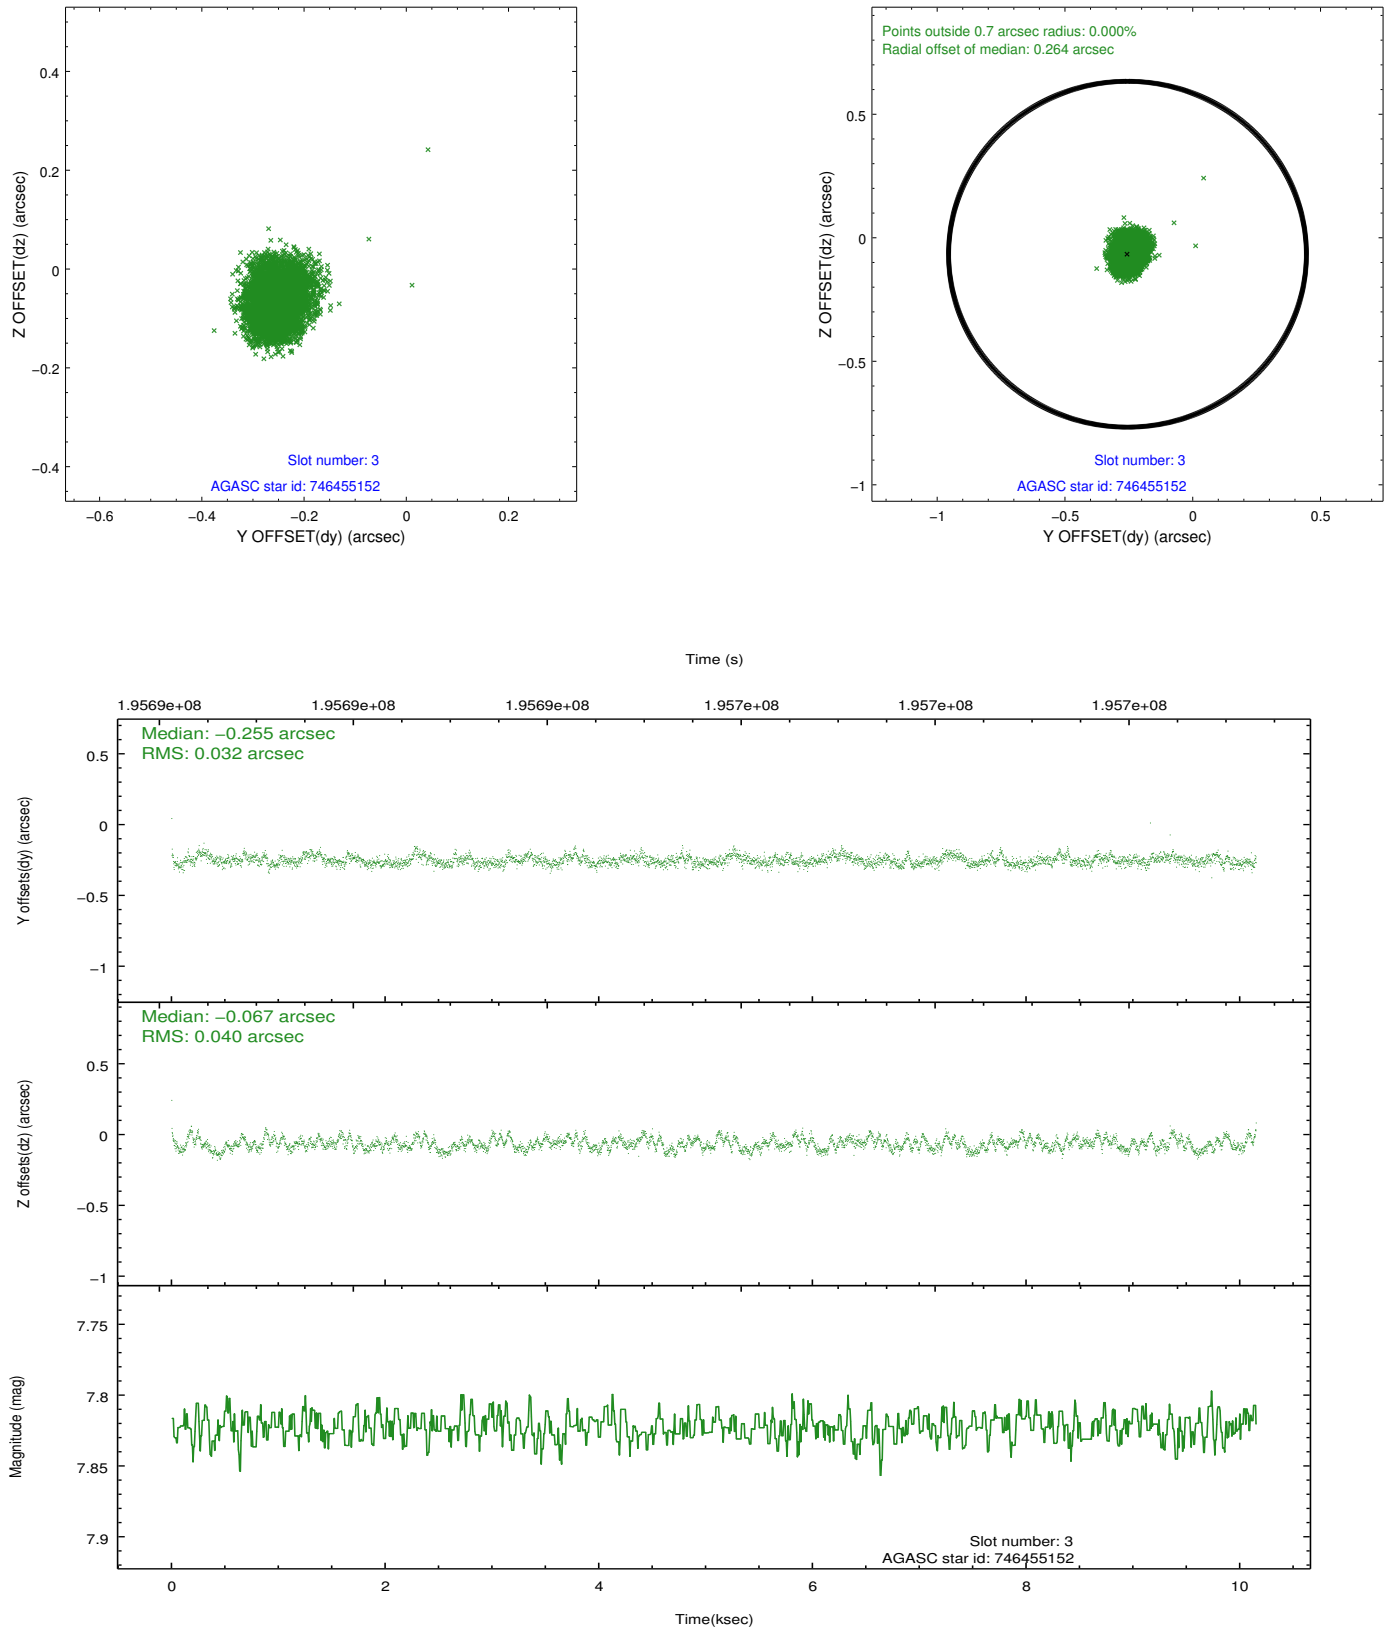 0.4
0.2
0
−0.2
−0.4
Z OFFSET(dz) (arcsec)
Slot number: 3
AGASC star id: 746455152
−0.6
−0.4
−0.2
0
0.2
Y OFFSET(dy) (arcsec)
Points outside 0.7 arcsec radius: 0.000%
Radial offset of median: 0.264 arcsec
0.5
0
−0.5
−1
Z OFFSET(dz) (arcsec)
Slot number: 3
AGASC star id: 746455152
−1
−0.5
0
0.5
Y OFFSET(dy) (arcsec)
Time (s)
1.9569e+08
1.9569e+08
1.9569e+08
1.957e+08
1.957e+08
1.957e+08
Median: −0.255 arcsec
RMS: 0.032 arcsec
0.5
0
−0.5
−1
Y offsets(dy) (arcsec)
Median: −0.067 arcsec
RMS: 0.040 arcsec
0.5
0
−0.5
−1
Z offsets(dz) (arcsec)
7.75
7.8
7.85
7.9
Magnitude (mag)
Slot number: 3
AGASC star id: 746455152
0
2
4
6
8
10
Time(ksec)